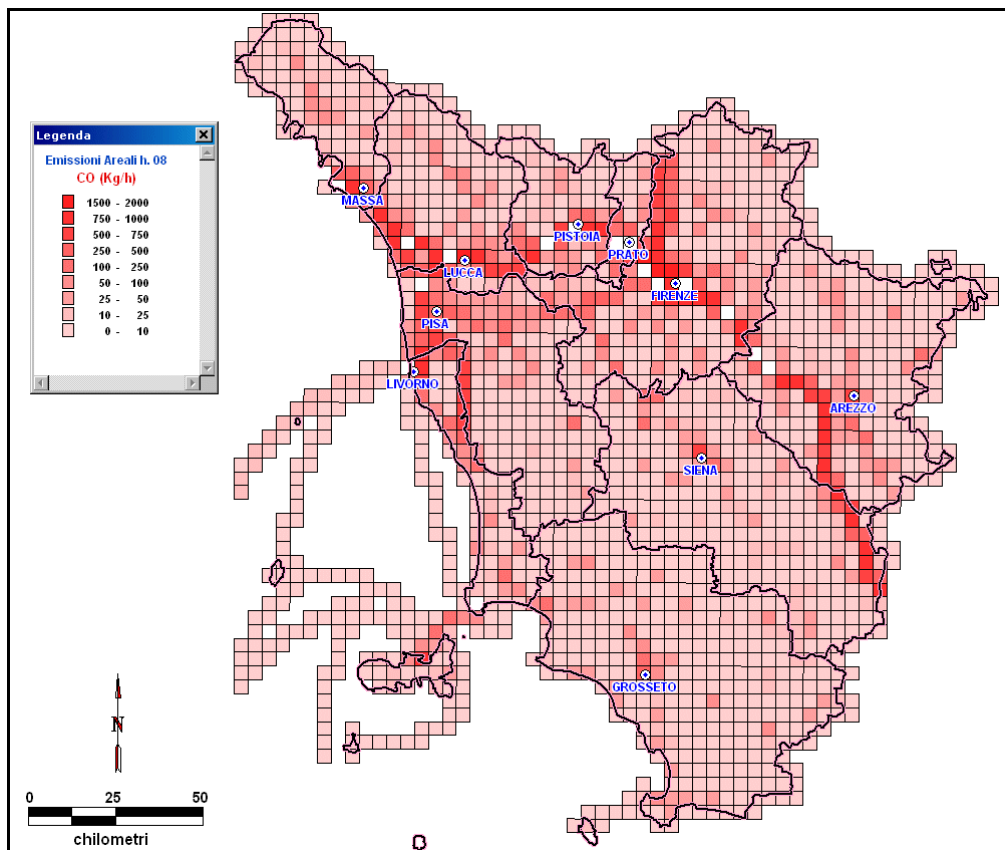 Legenda
Emissioni Areali h. 08
CO (Kg/h)
1500 - 2000
750 - 1000
500 - 750
250 - 500
100 - 250
50 - 100
25 - 50
10 - 25
0 - 10
MASSA
PISTOIA
PRATO
LUCCA
FIRENZE
PISA
LIVORNO
AREZZO
SIENA
GROSSETO
N
0 25 50
chilometri